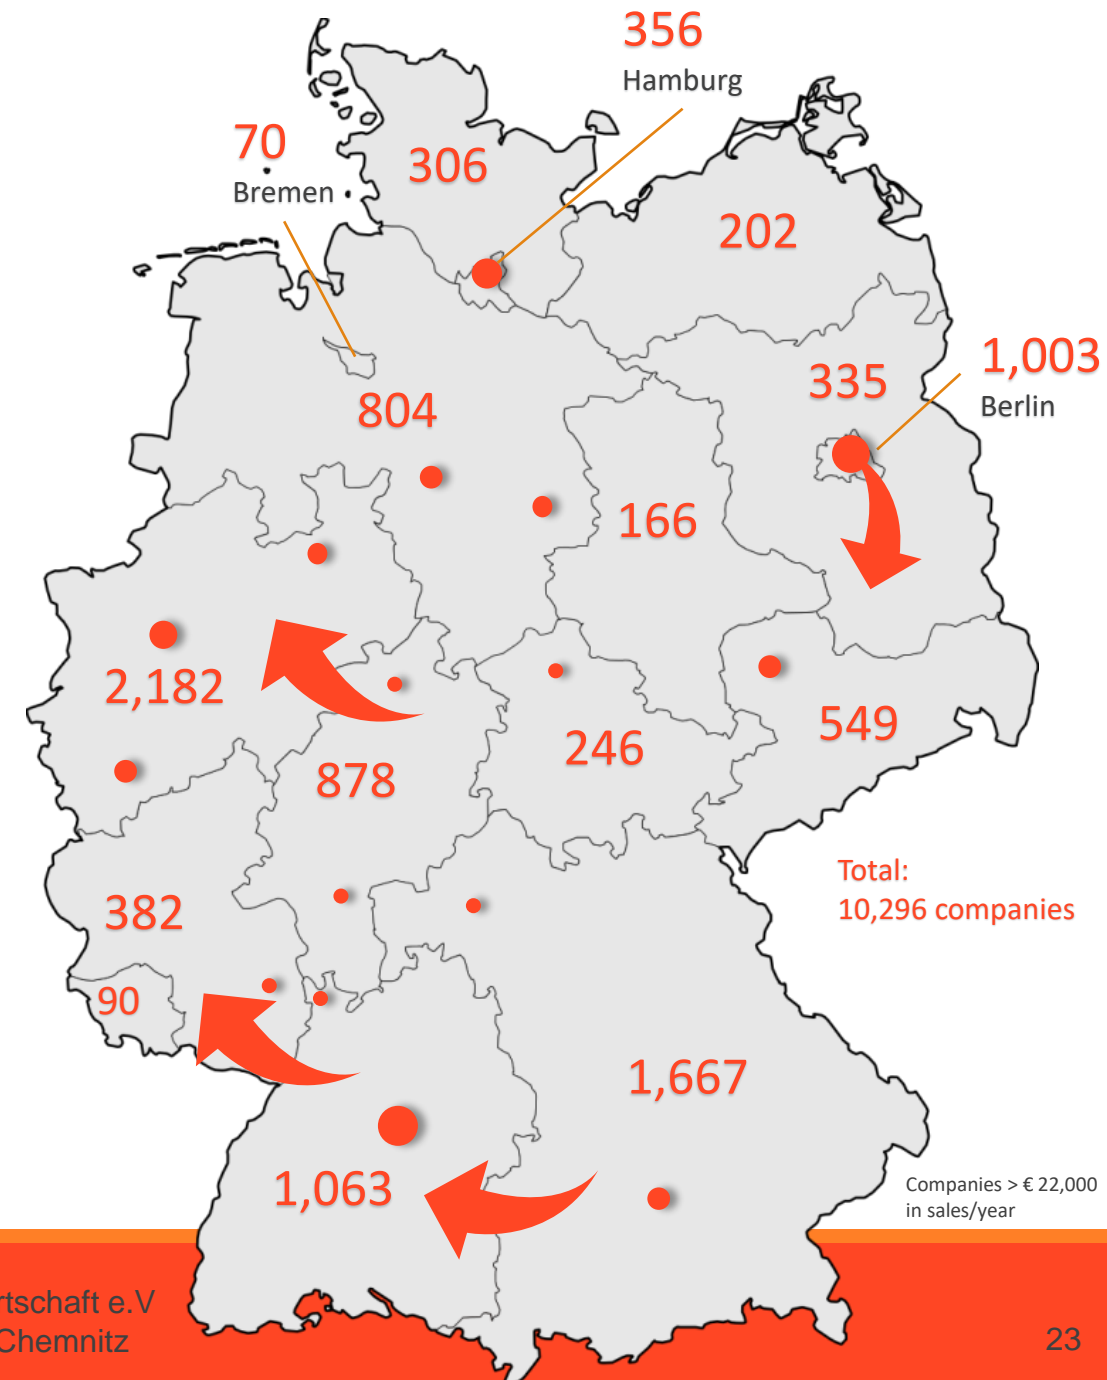 356
Hamburg
70
Bremen
306
202
1,003
Berlin
335
804
166
2,182
549
246
878
Total:
10,296 companies
382
90
1,667
1,063
Companies > € 22,000
in sales/year
rtschaft e.V
Chemnitz
23